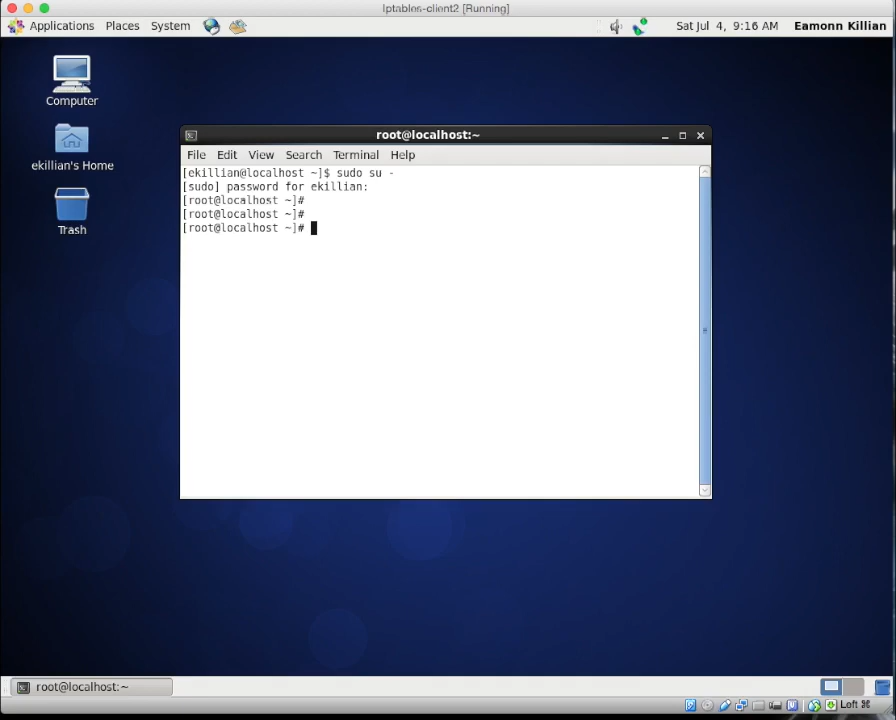 Iptables-client2 [Running]
Applications Places System Sat Jul 4, 9:16 AM Eamonn Killian
Computer
ekillian's Home
Trash
root@localhost:~
File Edit View Search Terminal Help
[ekillian@localhost ~]$ sudo su -
[sudo] password for ekillian:
[root@localhost ~]#
[root@localhost ~]#
[root@localhost ~]#
root@localhost:~
Left ⌘